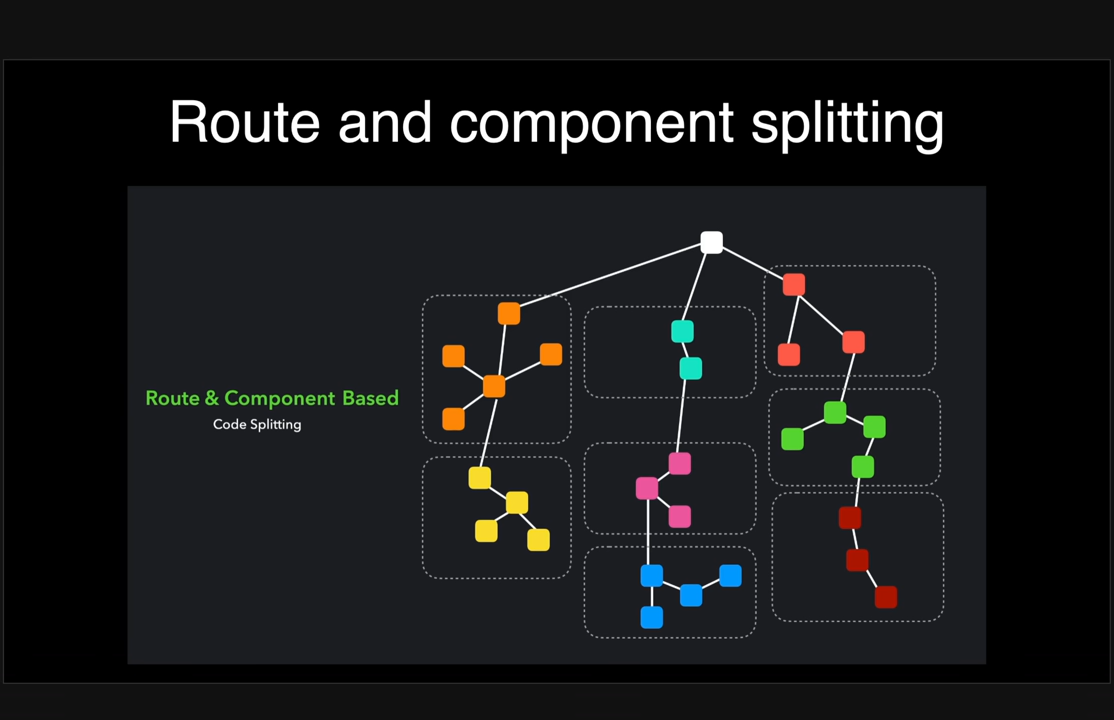 Route and component splitting
Route & Component Based
Code Splitting